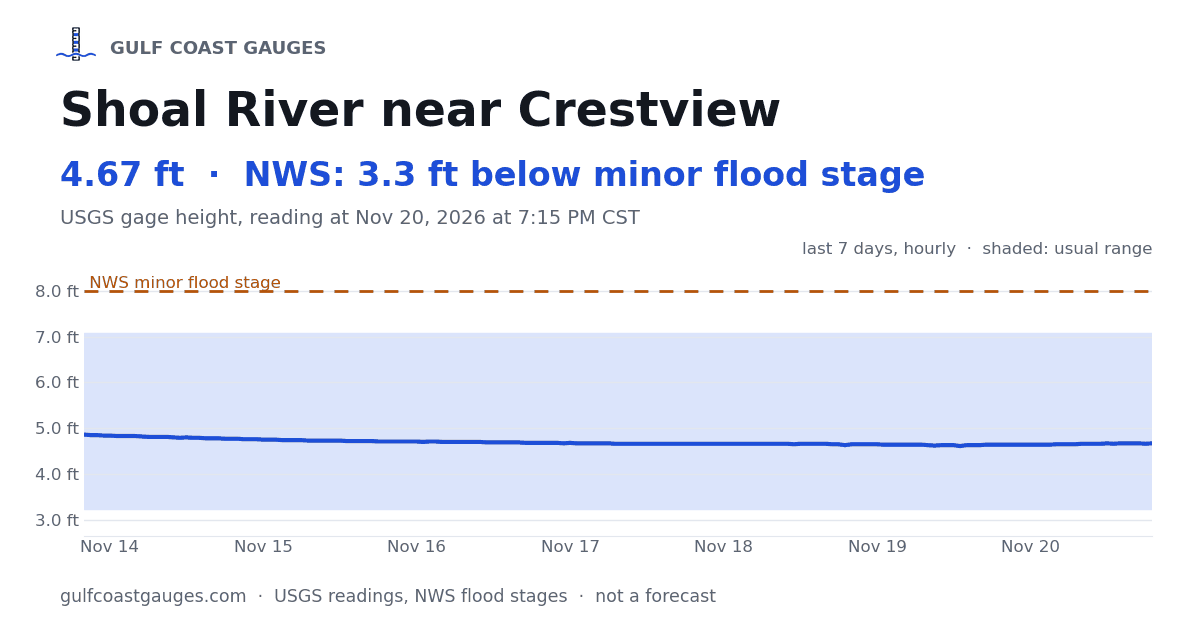 GULF COAST GAUGES
Shoal River near Crestview
4.67 ft · NWS: 3.3 ft below minor flood stage
USGS gage height, reading at Nov 20, 2026 at 7:15 PM CST
last 7 days, hourly · shaded: usual range
NWS minor flood stage
8.0 ft
7.0 ft
6.0 ft
5.0 ft
4.0 ft
3.0 ft
Nov 14 Nov 15 Nov 16 Nov 17 Nov 18 Nov 19 Nov 20
gulfcoastgauges.com · USGS readings, NWS flood stages · not a forecast